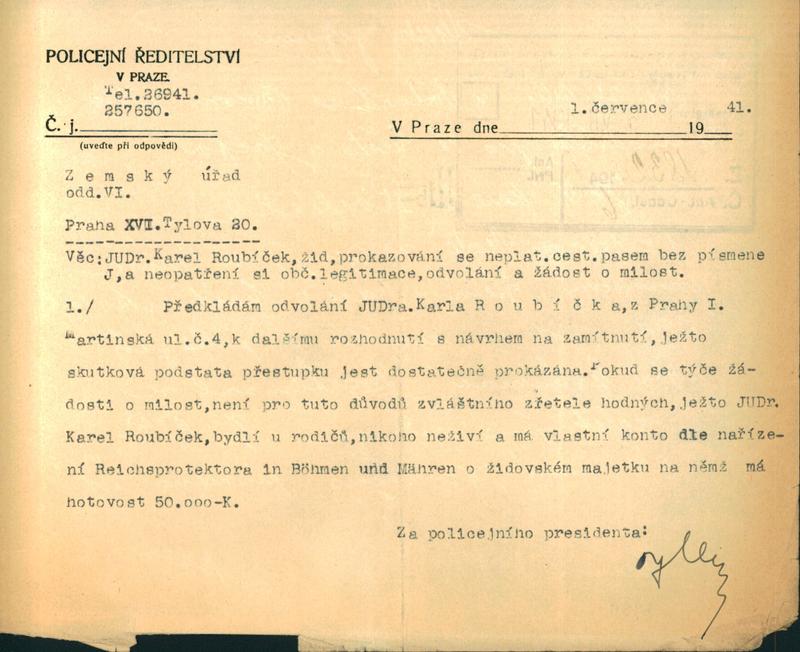 POLICEJNÍ ŘEDITELSTVÍ
V PRAZE.
Tel.26941.
257650.
Č. j.
(uveďte při odpovědi)
V Praze dne 1.července 1941.
Zemský úřad
odd.VI.
Praha XVII.Tylova 20.
Věc:JUDr.Karel Roubíček,žid,prokazování se neplat.cest.pasem bez písmene
J,a neopatření si obč.legitimace,odvolání a žádost o milost.
1./ Předkládám odvolání JUDra.Karla R o u b í č k a,z Prahy I.
Martinská ul.č.4,k dalšímu rozhodnutí s návrhem na zamítnutí,ježto
skutková podstata přestupku jest dostatečně prokázána.Pokud se týče žá-
dosti o milost,není pro tuto důvodů zvláštního zřetele hodných,ježto JUDr.
Karel Roubíček,bydlí u rodičů,nikoho neživí a má vlastní konto dle naříze-
ení Reichsprotektora in Böhmen und Mähren o židovském majetku na němž má
hotovost 50.000-K.
Za policejního presidenta: